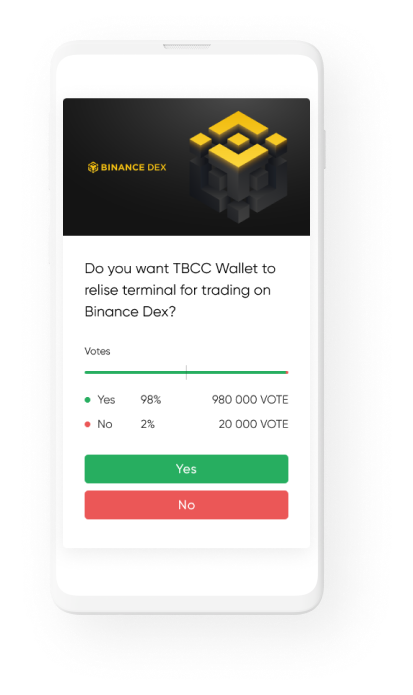 BINANCE DEX
Do you want TBCC Wallet to
relise terminal for trading on
Binance Dex?
Votes
Yes 98% 980 000 VOTE
No 2% 20 000 VOTE
Yes
No